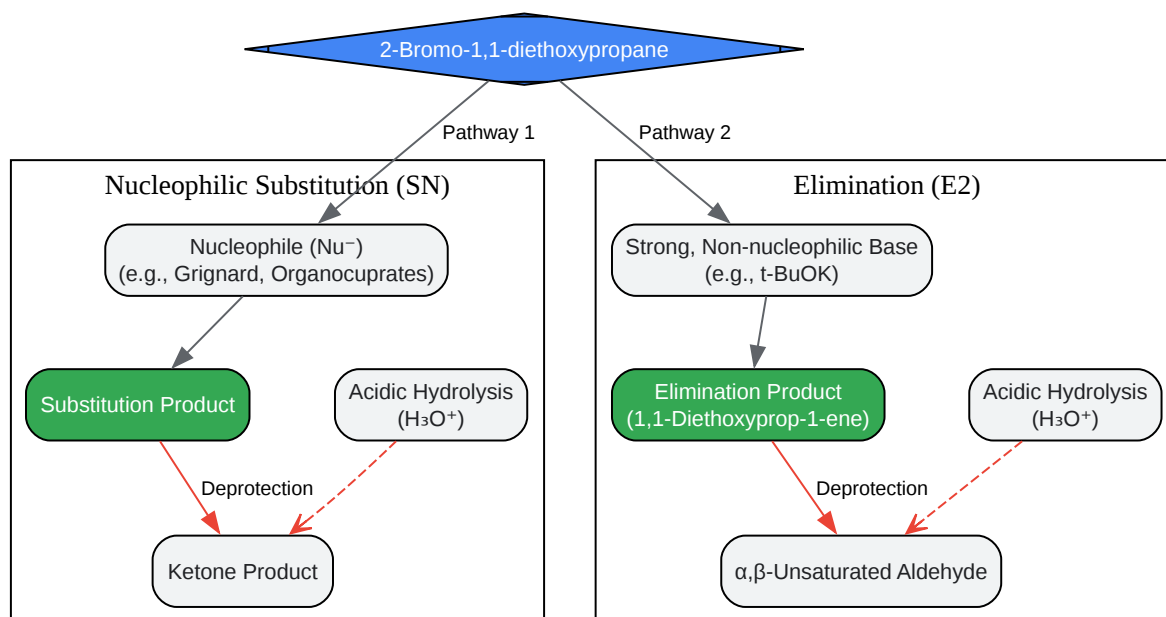 2-Bromo-1,1-diethoxypropane
Pathway 1
Pathway 2
Nucleophilic Substitution (SN)
Nucleophile (Nu⁻)
(e.g., Grignard, Organocuprates)
Substitution Product
Acidic Hydrolysis
(H₃O⁺)
Deprotection
Ketone Product
Elimination (E2)
Strong, Non-nucleophilic Base
(e.g., t-BuOK)
Elimination Product
(1,1-Diethoxyprop-1-ene)
Acidic Hydrolysis
(H₃O⁺)
Deprotection
α,β-Unsaturated Aldehyde